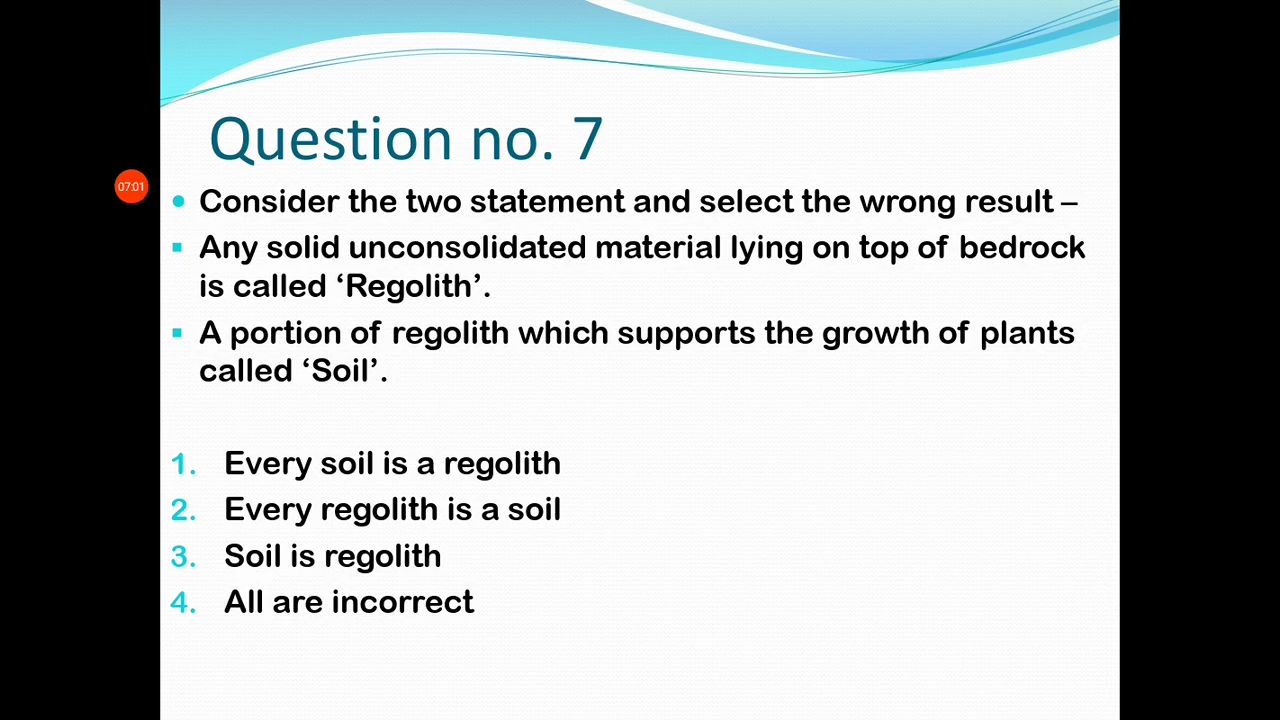 Question no. 7
07:01
Consider the two statement and select the wrong result –
Any solid unconsolidated material lying on top of bedrock
is called ‘Regolith’.
A portion of regolith which supports the growth of plants
called ‘Soil’.
1. Every soil is a regolith
2. Every regolith is a soil
3. Soil is regolith
4. All are incorrect